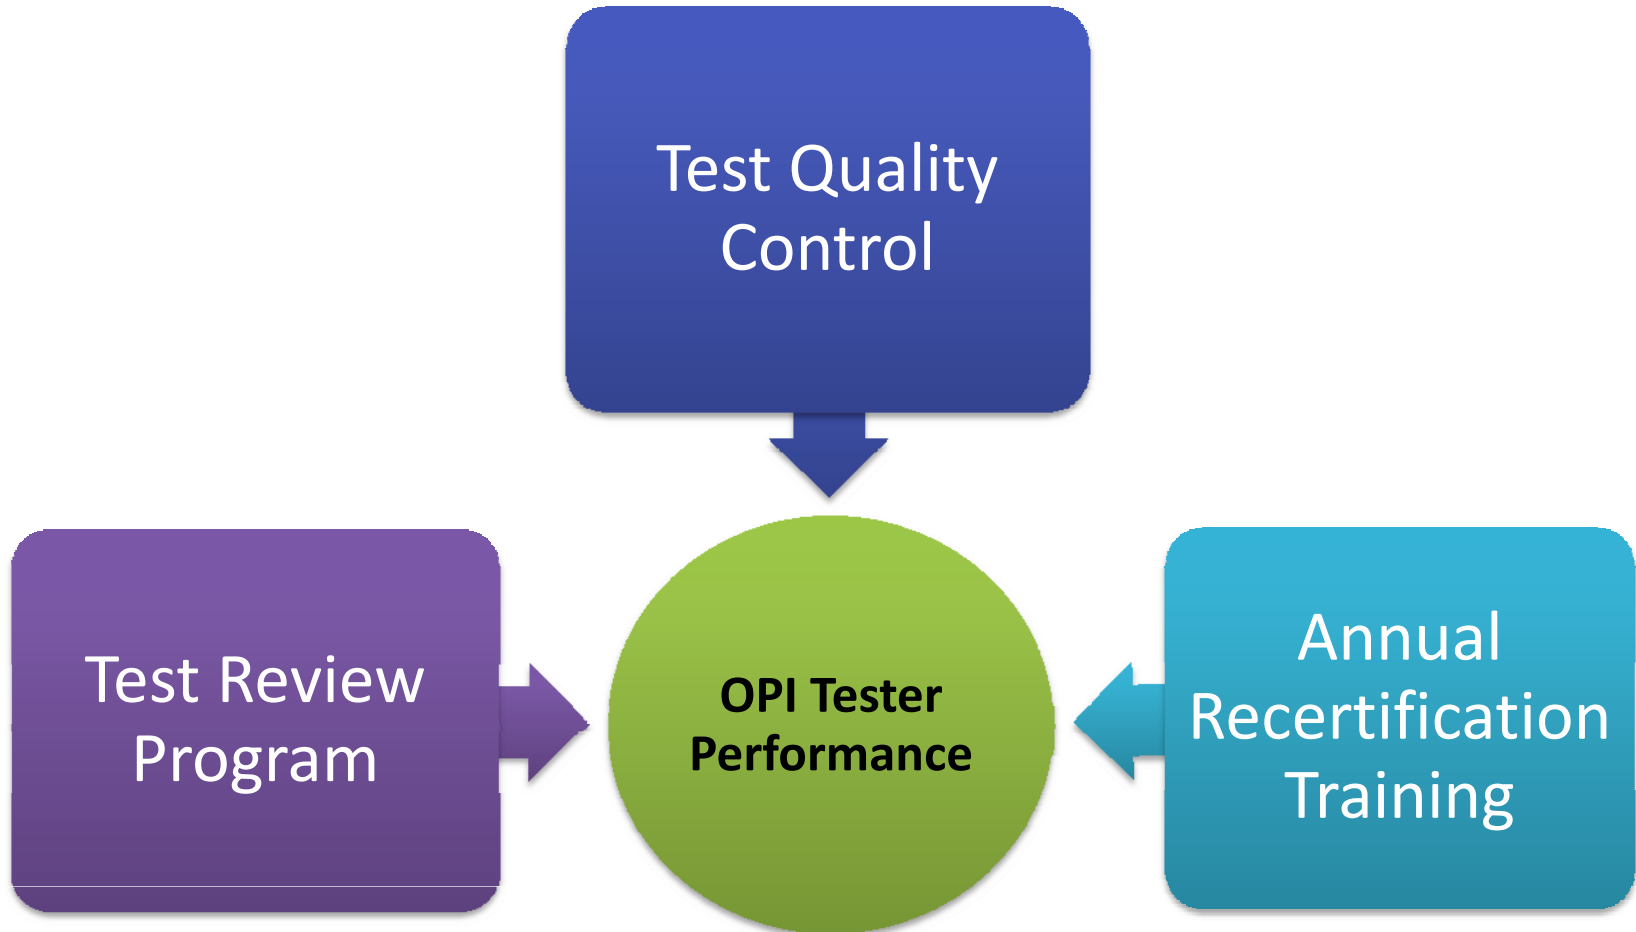 Test Quality
Control
Test Review
Program
OPI Tester
Performance
Annual
Recertification
Training